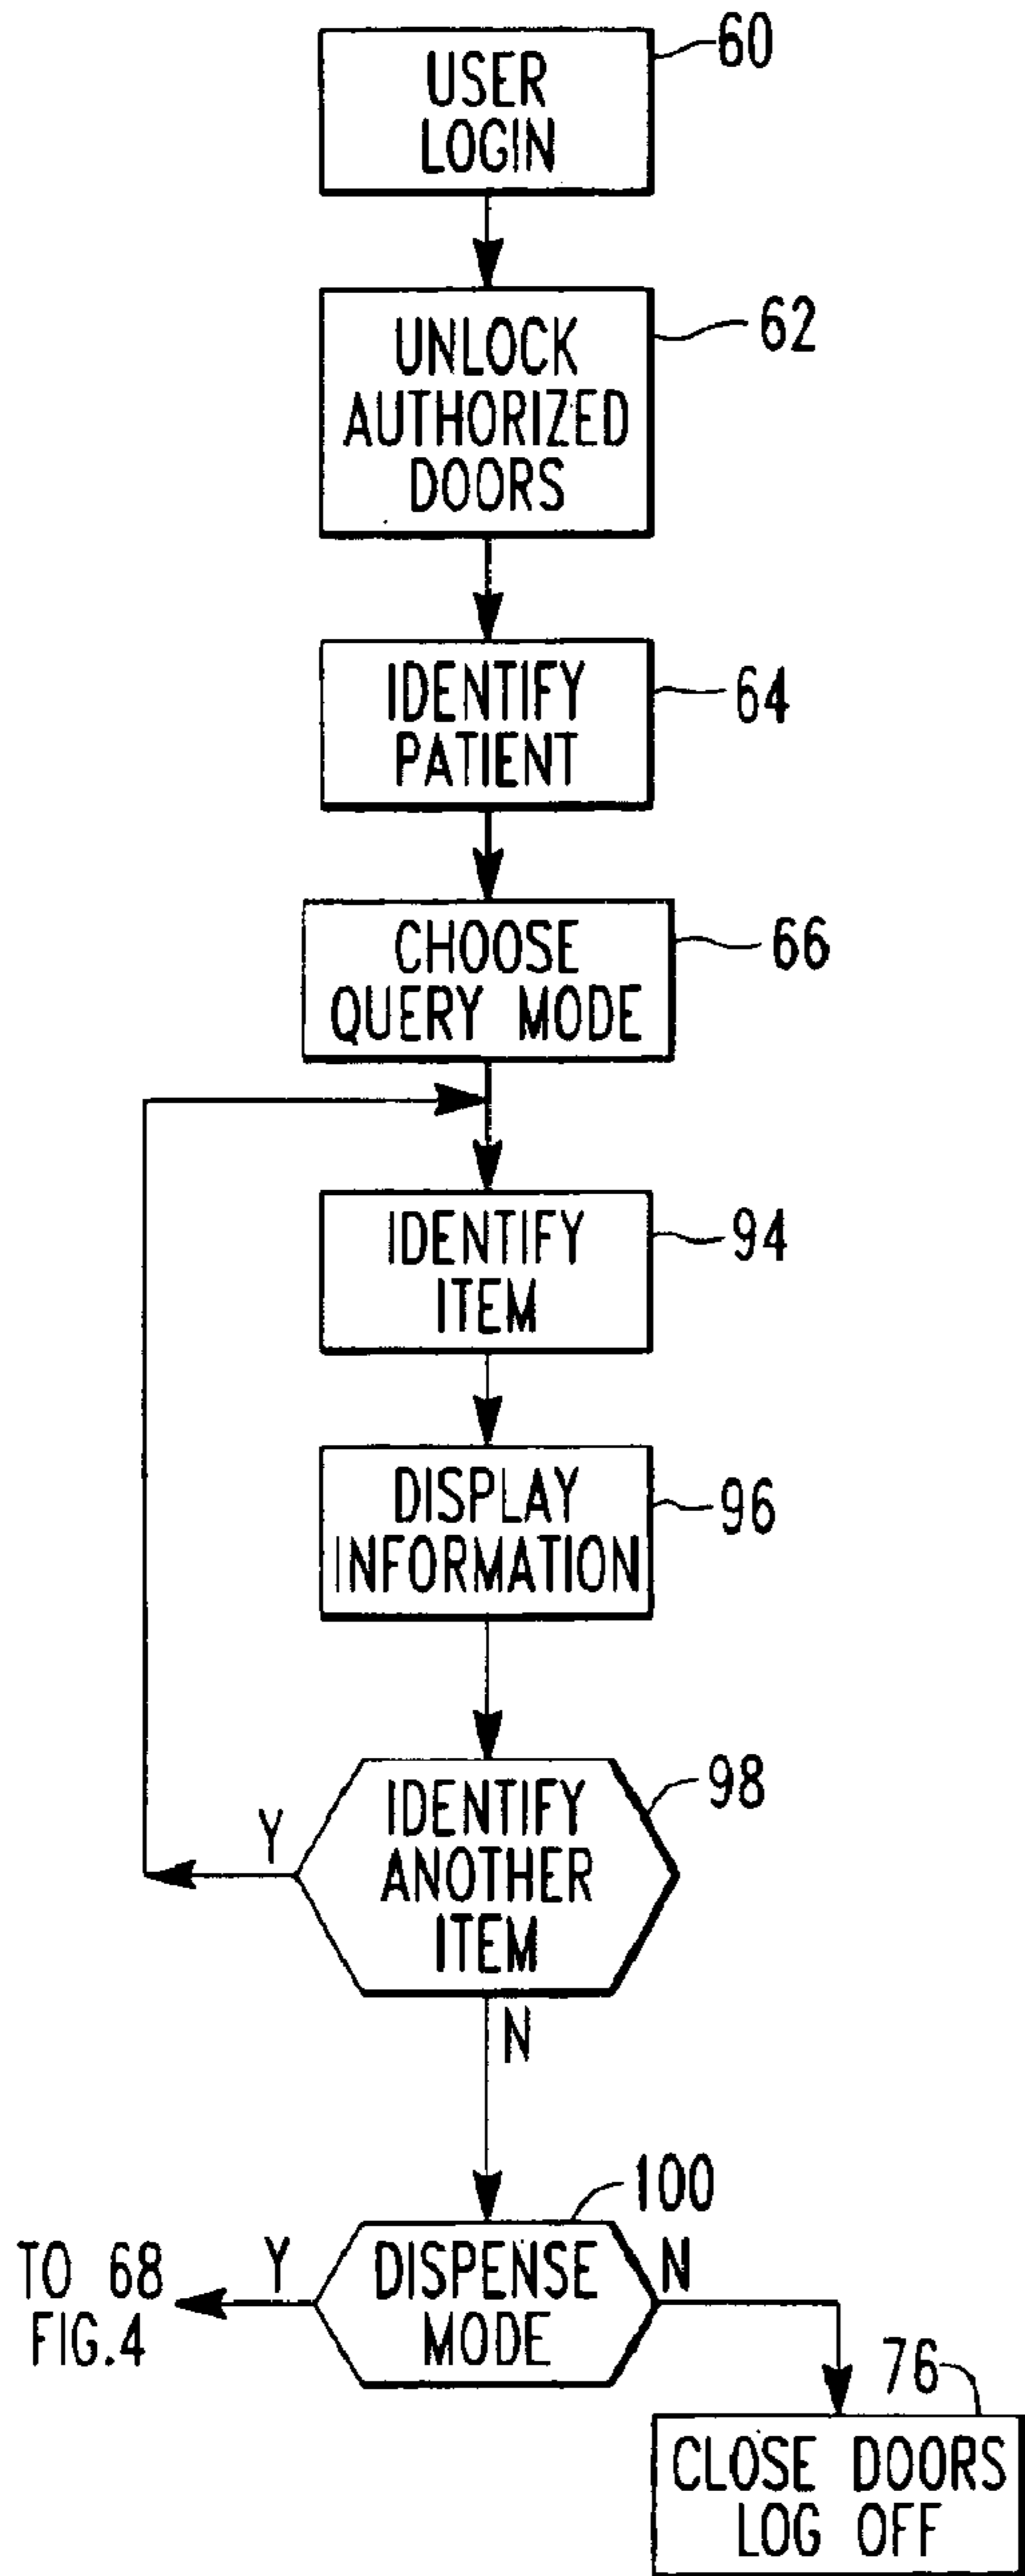 60
USER
LOGIN
62
UNLOCK
AUTHORIZED
DOORS
64
IDENTIFY
PATIENT
66
CHOOSE
QUERY MODE
94
IDENTIFY
ITEM
96
DISPLAY
INFORMATION
98
IDENTIFY
ANOTHER
ITEM
Y
N
100
DISPENSE
MODE
Y
N
TO 68
FIG.4
76
CLOSE DOORS
LOG OFF